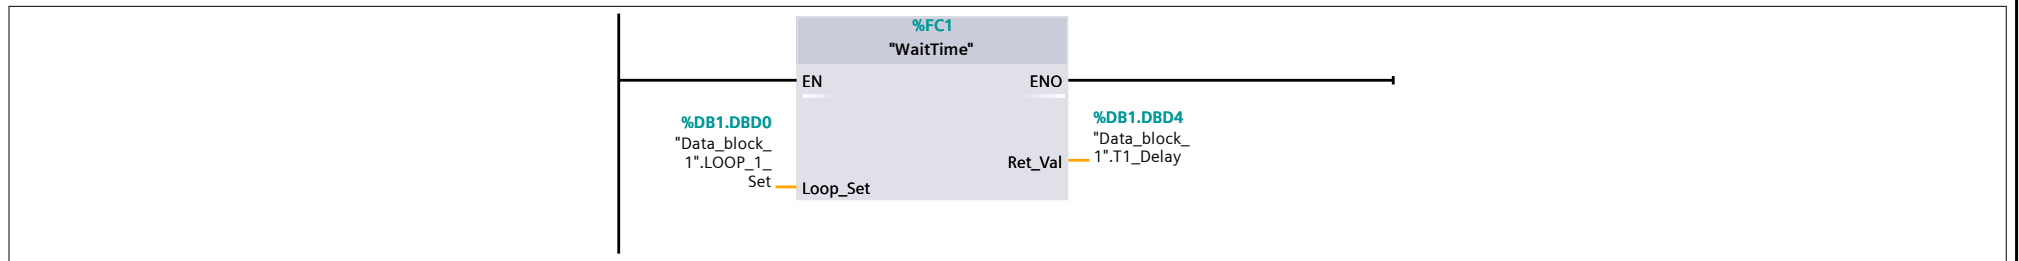 %FC1
"WaitTime"
EN
ENO
%DB1.DBD0
"Data_block_
1".LOOP_1_
Set
Loop_Set
%DB1.DBD4
"Data_block_
1".T1_Delay
Ret_Val